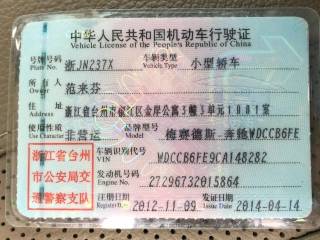 中华人民共和国机动车行驶证
Vehicle License of the People's Republic of China
号牌号码 浙JN237X 车辆类型 小型轿车
Plate No. Vehicle Type
所有人 范来芬
Owner
住址 浙江省台州市椒江区金岸公寓3幢3单元1001室
Address
使用性质 非营运 品牌型号 梅赛德斯-奔驰WDCCB6FE
Use Character Model
浙江省台州 车辆识别代号 WDCCB6FE9CA148282
VIN
市公安局交 发动机号码 27296732015864
Engine No.
通警察支队 注册日期 2012-11-09 发证日期 2014-04-14
Register Date Issue Date